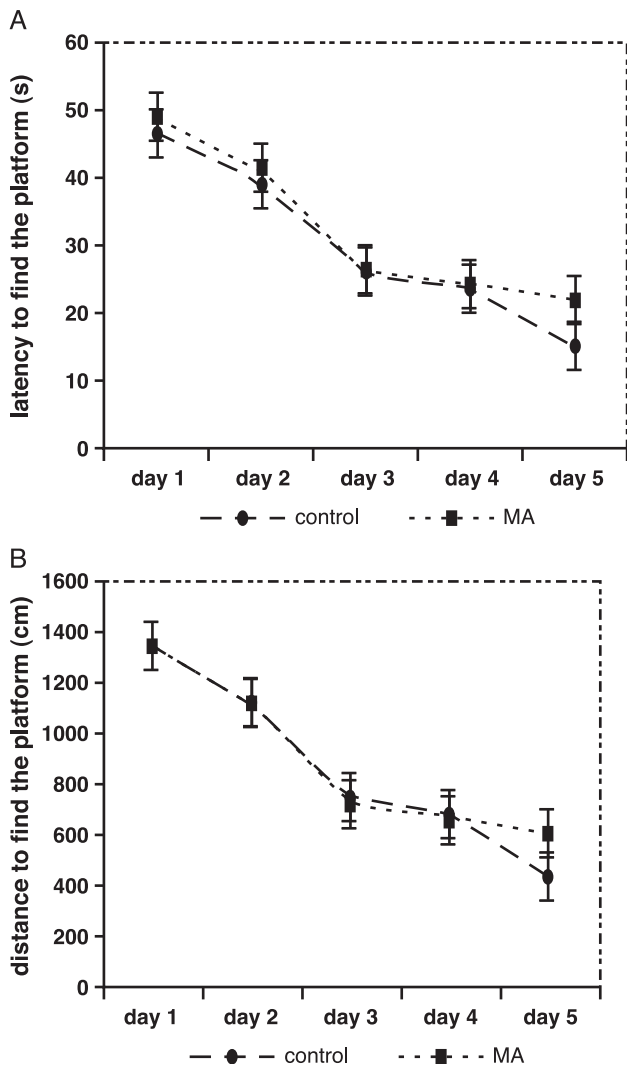 A
latency to find the platform (s)
60
50
40
30
20
10
0
day 1 day 2 day 3 day 4 day 5
control MA
B
distance to find the platform (cm)
1600
1400
1200
1000
800
600
400
200
0
day 1 day 2 day 3 day 4 day 5
control MA